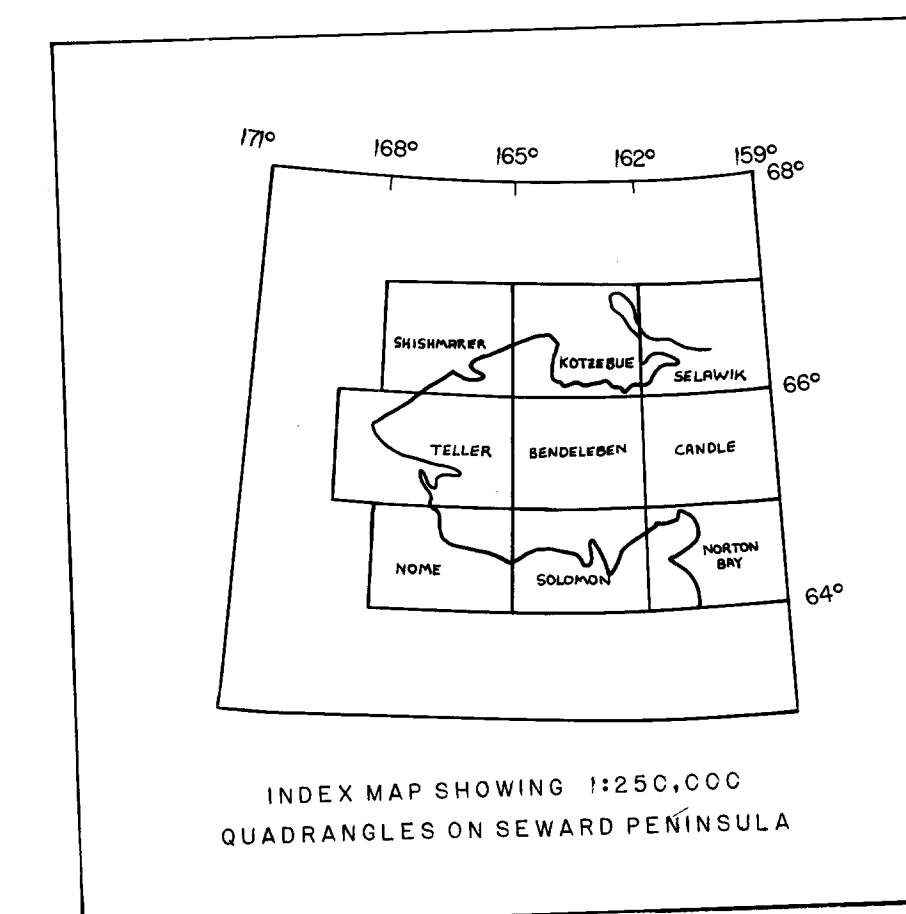 171°
168°
165°
162°
159°
68°
SHISHMARER
KOTZEBUE
SELAWIK
66°
TELLER
BENDELEBEN
CANDLE
NOME
SOLOMON
NORTON
BAY
64°
INDEX MAP SHOWING 1:250,000
QUADRANGLES ON SEWARD PENINSULA